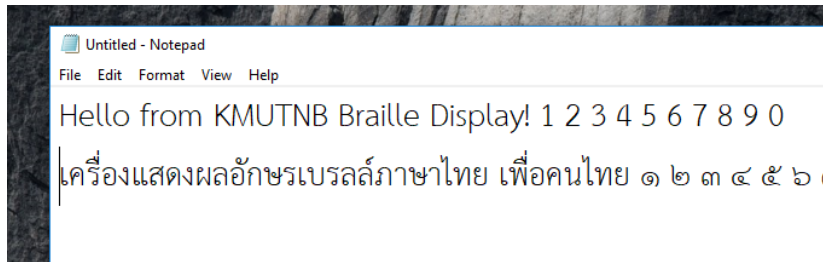 Untitled - Notepad
File Edit Format View Help
Hello from KMUTNB Braille Display! 1 2 3 4 5 6 7 8 9 0
เครื่องแสดงผลอักษรเบรลล์ภาษาไทย เพื่อคนไทย ๑ ๒ ๓ ๔ ๕ ๖